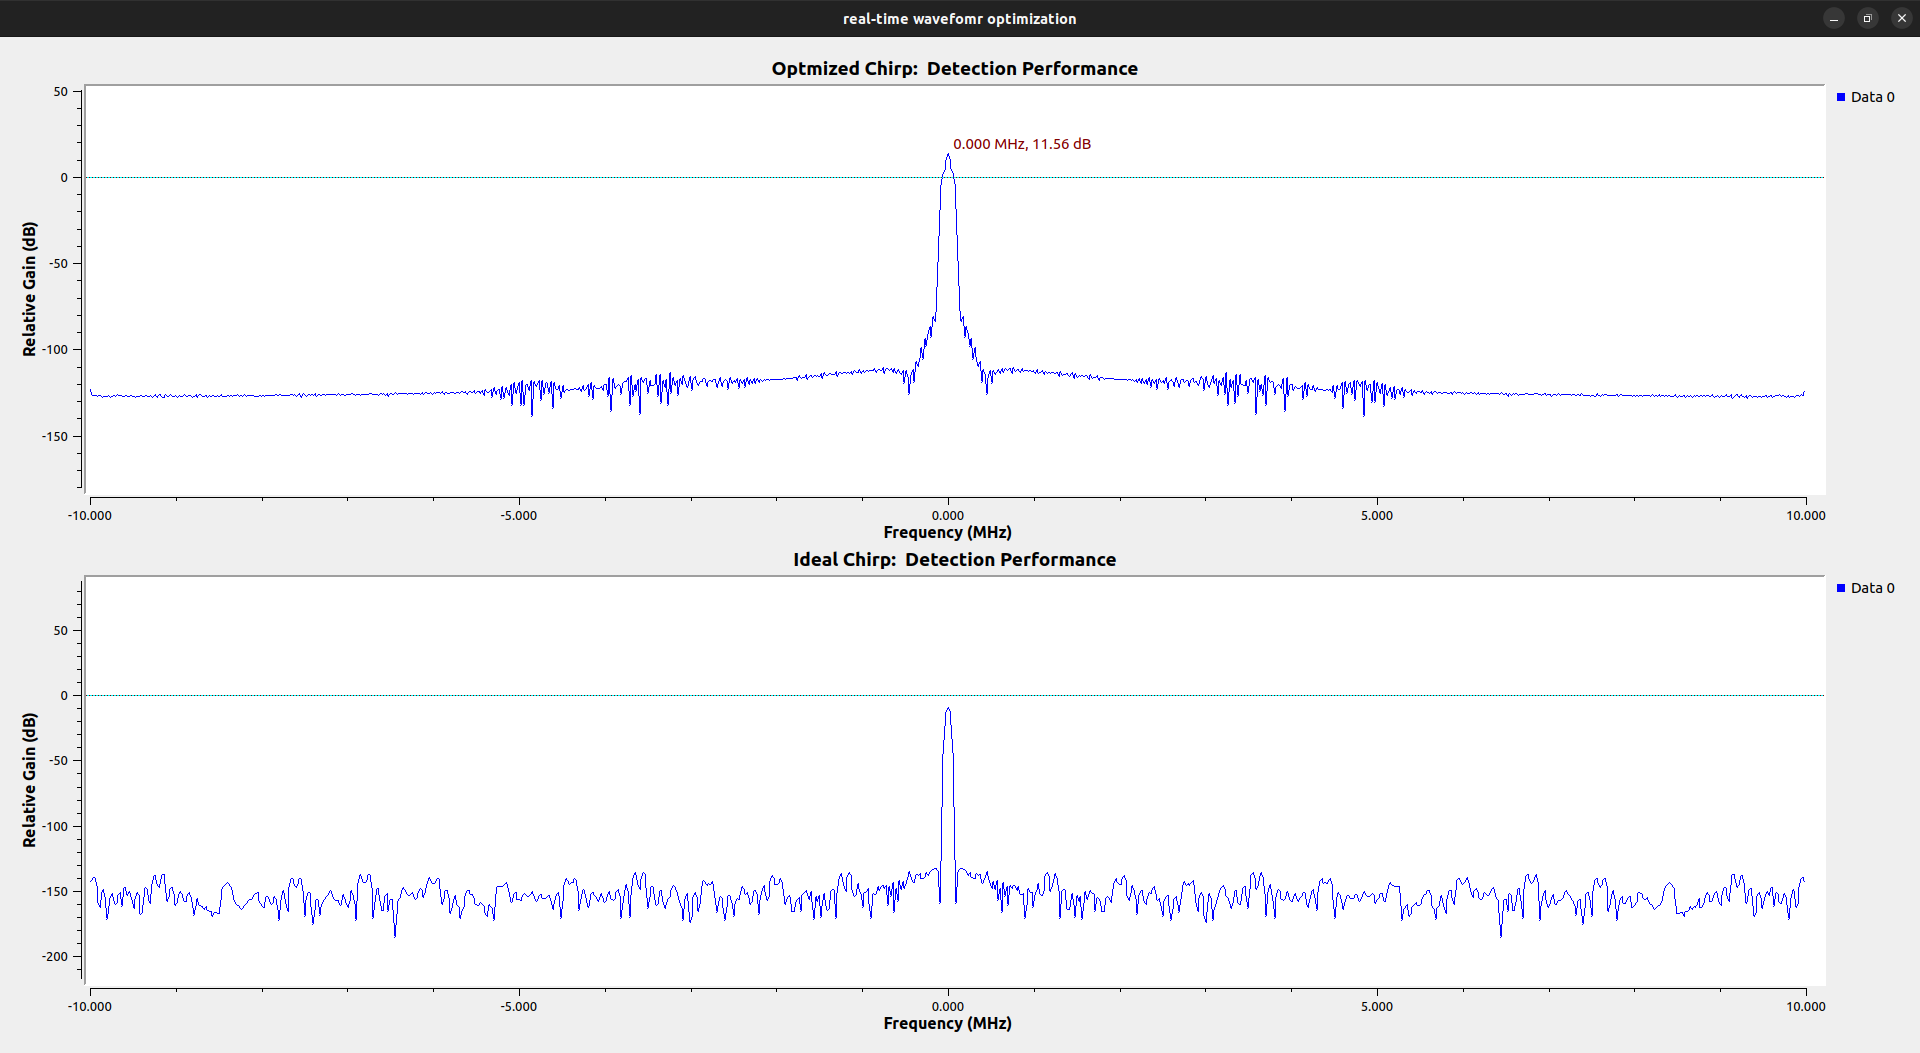 real-time wavefomr optimization
Optmized Chirp:  Detection Performance
Data 0
50
0.000 MHz, 11.56 dB
0
-50
Relative Gain (dB)
-100
-150
-10.000 -5.000 0.000 5.000 10.000
Frequency (MHz)
Ideal Chirp:  Detection Performance
Data 0
50
0
-50
Relative Gain (dB)
-100
-150
-200
-10.000 -5.000 0.000 5.000 10.000
Frequency (MHz)